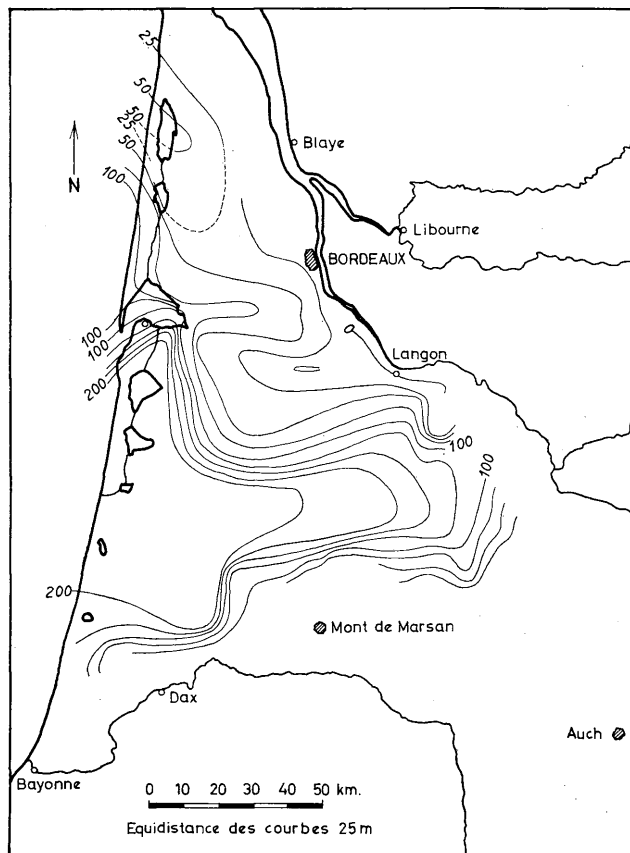 25
50
50
25
50
100
N
Blaye
Libourne
BORDEAUX
100
100
200
Langon
100
100
200
Mont de Marsan
Dax
Auch
Bayonne
0 10 20 30 40 50 km.
Equidistance des courbes 25 m